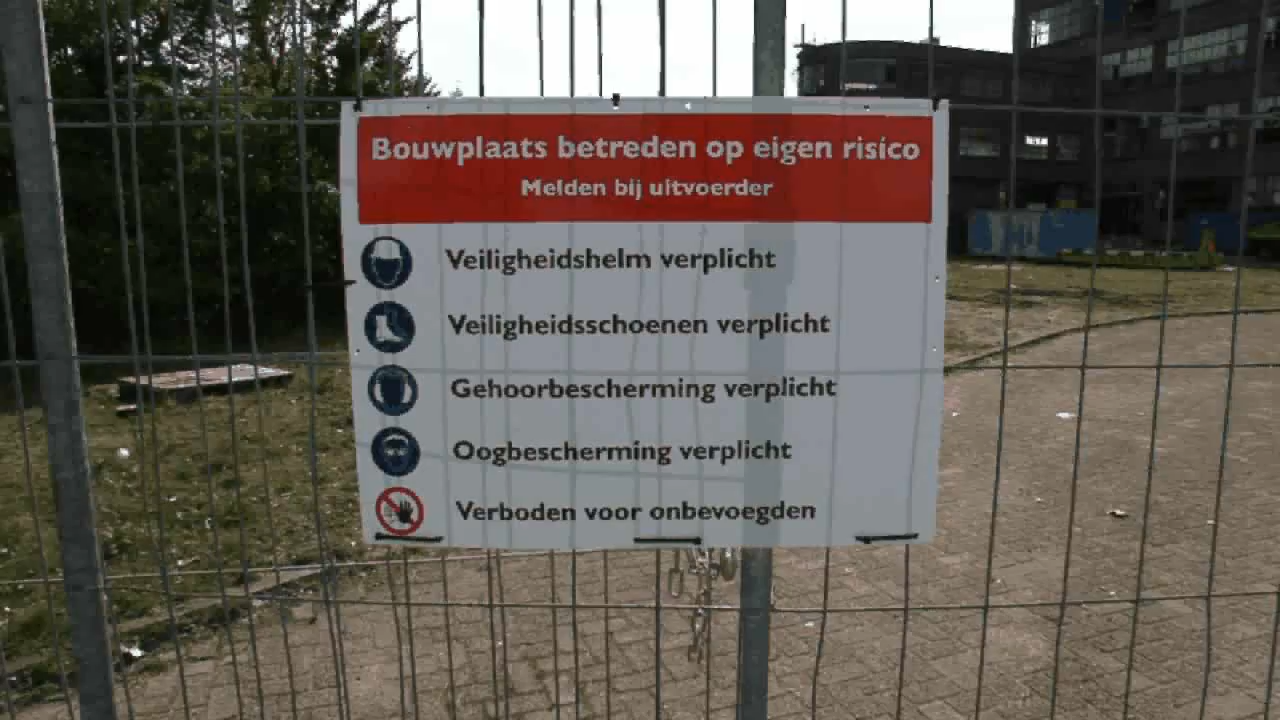 Bouwplaats betreden op eigen risico
Melden bij uitvoerder
Veiligheidshelm verplicht
Veiligheidsschoenen verplicht
Gehoorbescherming verplicht
Oogbescherming verplicht
Verboden voor onbevoegden